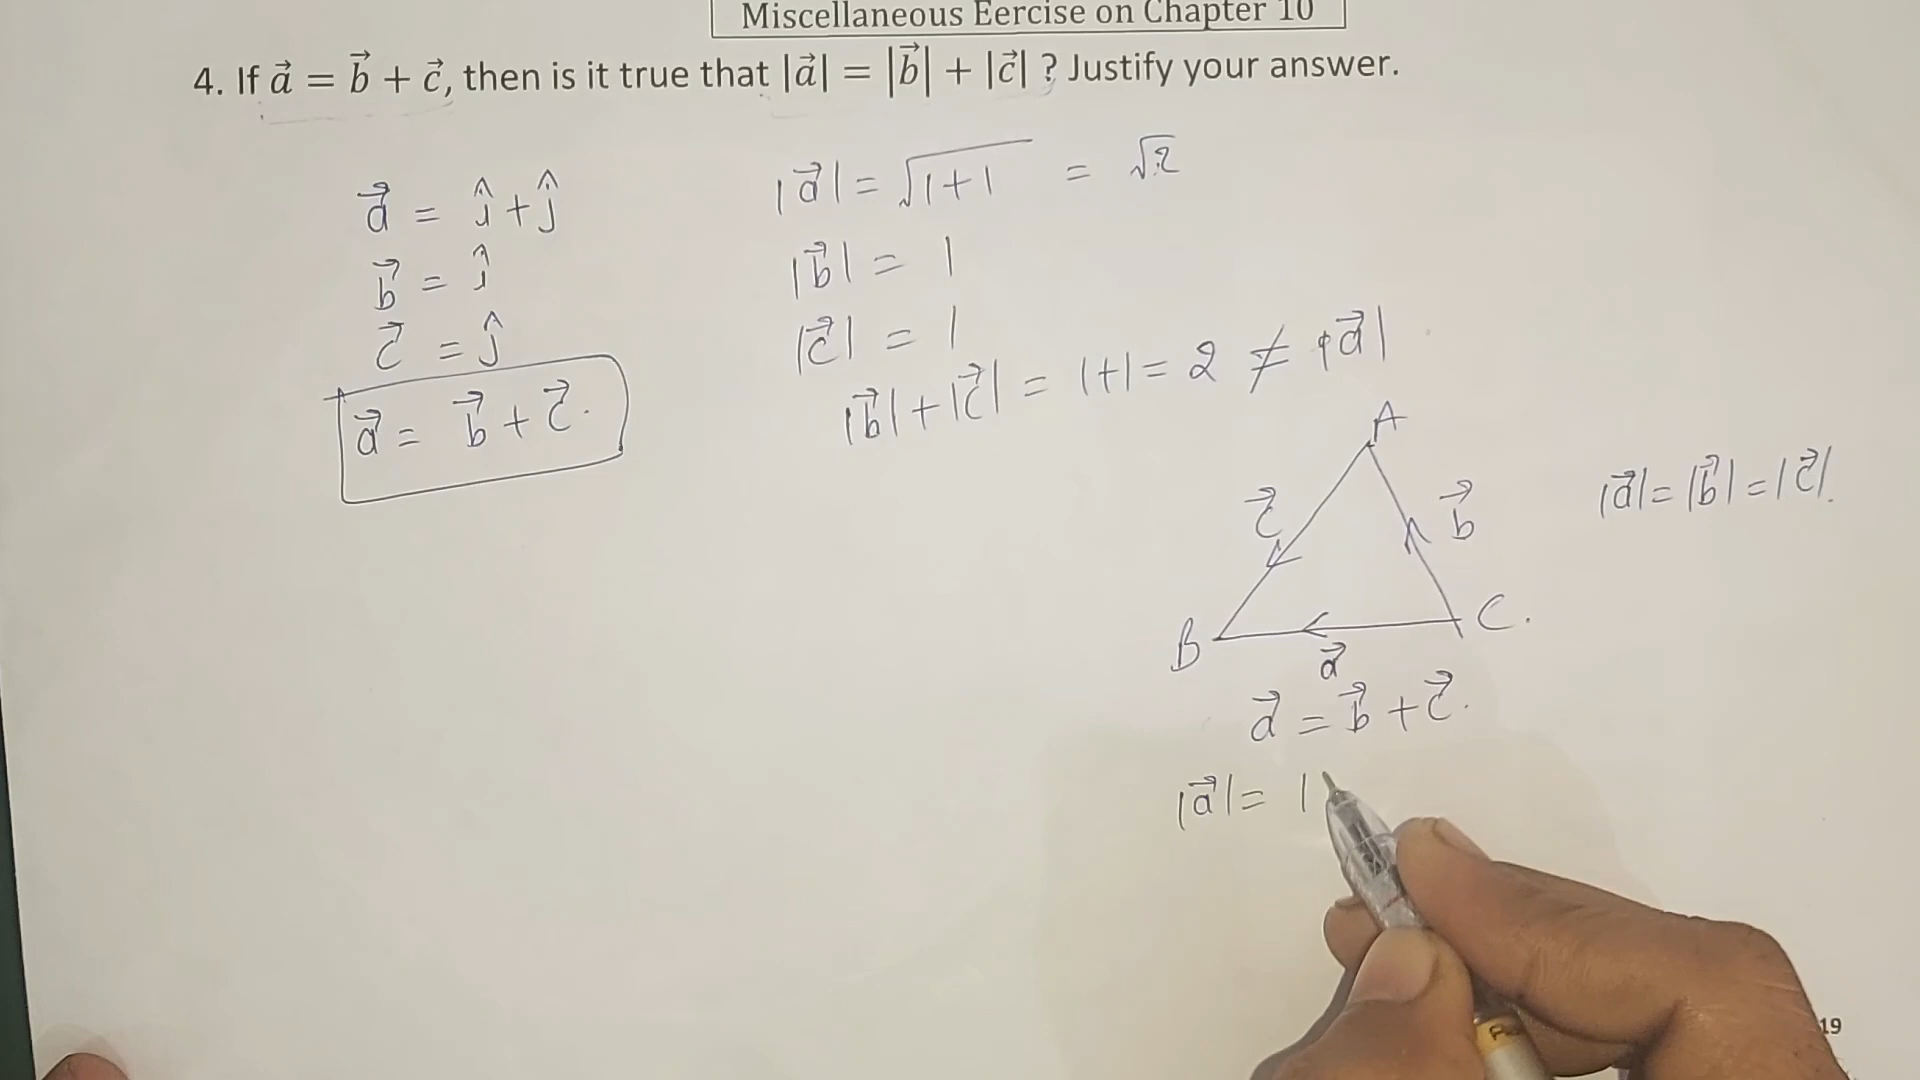 Miscellaneous Eercise on Chapter 10
4. If a⃗ = b⃗ + c⃗, then is it true that |a⃗| = |b⃗| + |c⃗| ? Justify your answer.
a⃗ = î + ĵ
b⃗ = î
c⃗ = ĵ
a⃗ = b⃗ + c⃗.
|a⃗| = √1+1 = √2
|b⃗| = 1
|c⃗| = 1
|b⃗| + |c⃗| = 1+1 = 2 ≠ |a⃗|
A
c⃗
b⃗
|a⃗| = |b⃗| = |c⃗|.
B
C.
a⃗
a⃗ = b⃗ + c⃗.
|a⃗| = |
19